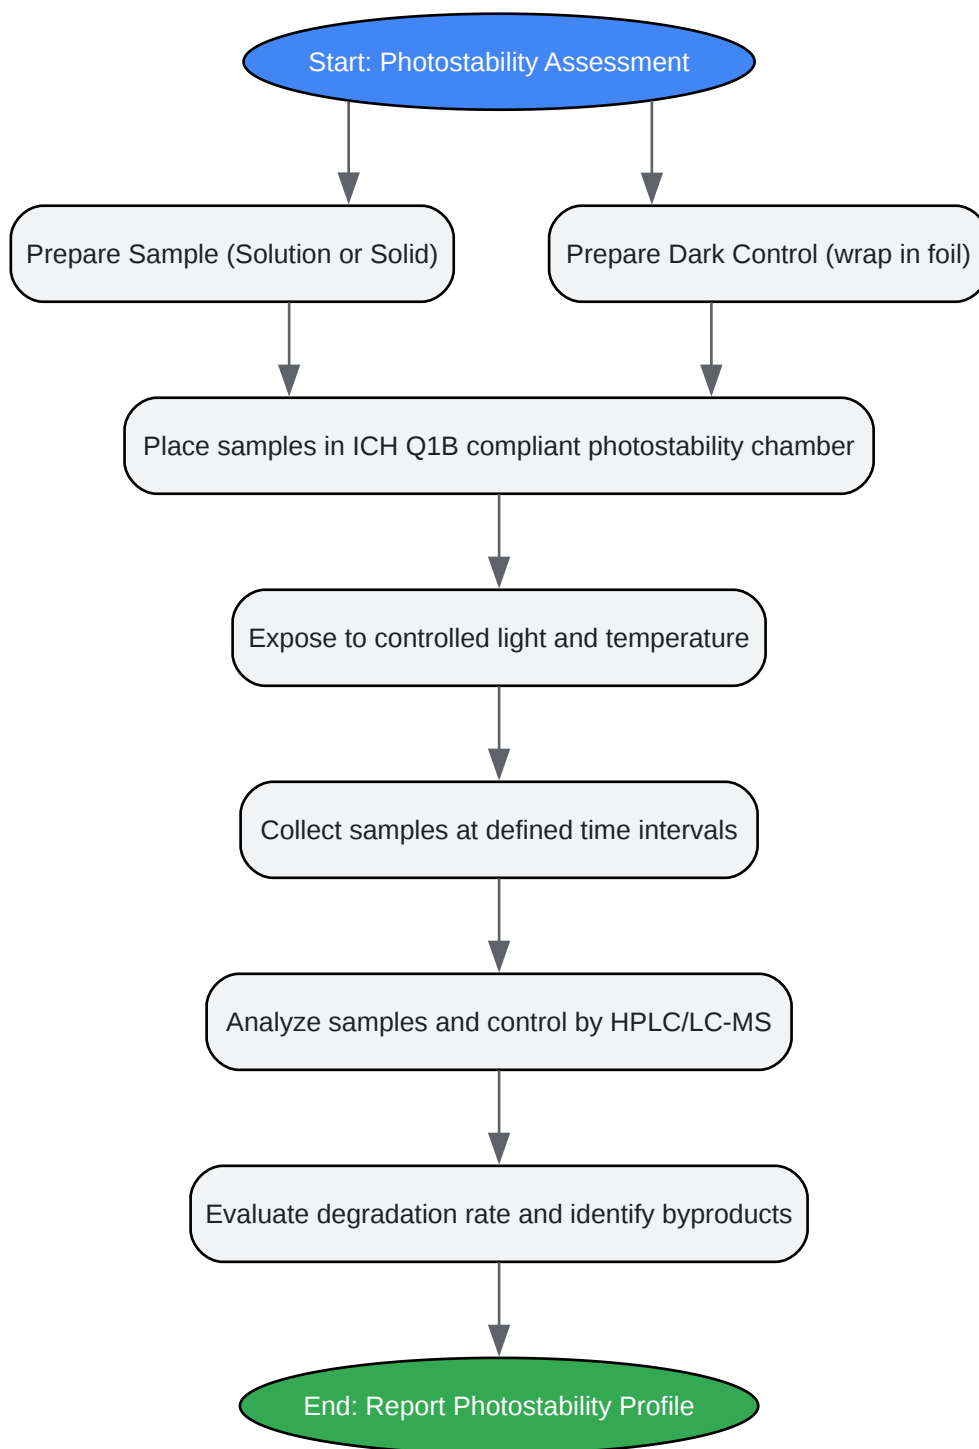 Start: Photostability Assessment
Prepare Sample (Solution or Solid)
Prepare Dark Control (wrap in foil)
Place samples in ICH Q1B compliant photostability chamber
Expose to controlled light and temperature
Collect samples at defined time intervals
Analyze samples and control by HPLC/LC-MS
Evaluate degradation rate and identify byproducts
End: Report Photostability Profile